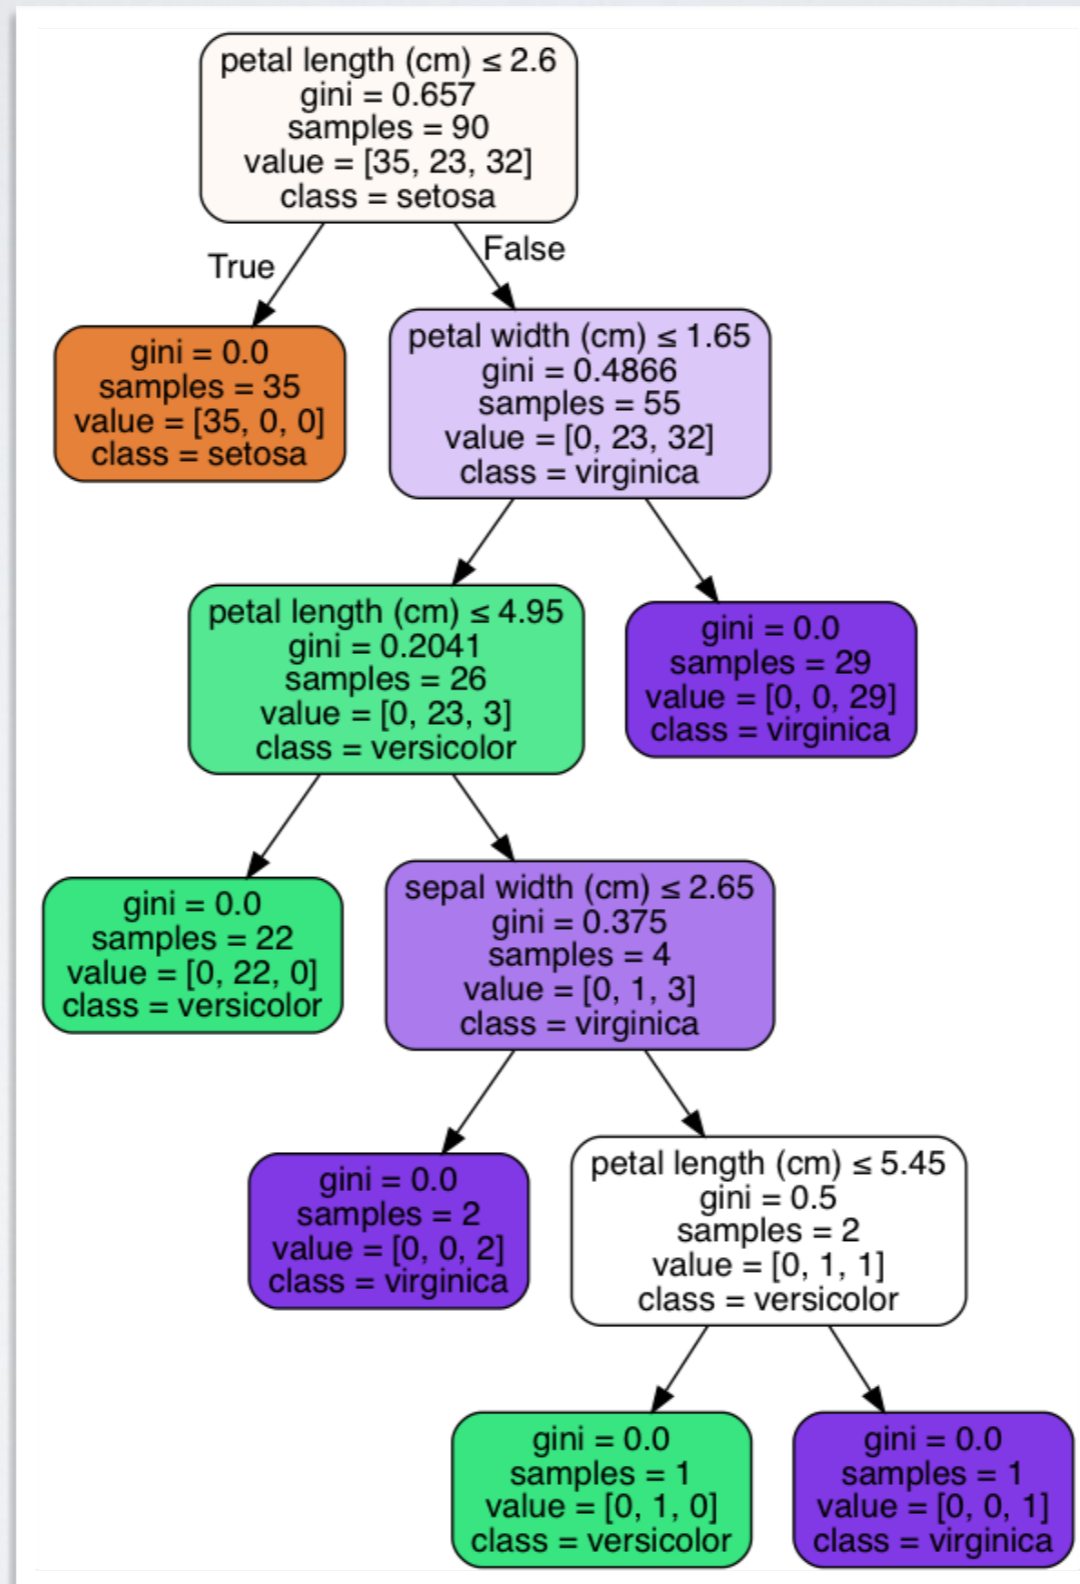 petal length (cm) ≤ 2.6
gini = 0.657
samples = 90
value = [35, 23, 32]
class = setosa
True
False
gini = 0.0
samples = 35
value = [35, 0, 0]
class = setosa
petal width (cm) ≤ 1.65
gini = 0.4866
samples = 55
value = [0, 23, 32]
class = virginica
petal length (cm) ≤ 4.95
gini = 0.2041
samples = 26
value = [0, 23, 3]
class = versicolor
gini = 0.0
samples = 29
value = [0, 0, 29]
class = virginica
gini = 0.0
samples = 22
value = [0, 22, 0]
class = versicolor
sepal width (cm) ≤ 2.65
gini = 0.375
samples = 4
value = [0, 1, 3]
class = virginica
gini = 0.0
samples = 2
value = [0, 0, 2]
class = virginica
petal length (cm) ≤ 5.45
gini = 0.5
samples = 2
value = [0, 1, 1]
class = versicolor
gini = 0.0
samples = 1
value = [0, 1, 0]
class = versicolor
gini = 0.0
samples = 1
value = [0, 0, 1]
class = virginica